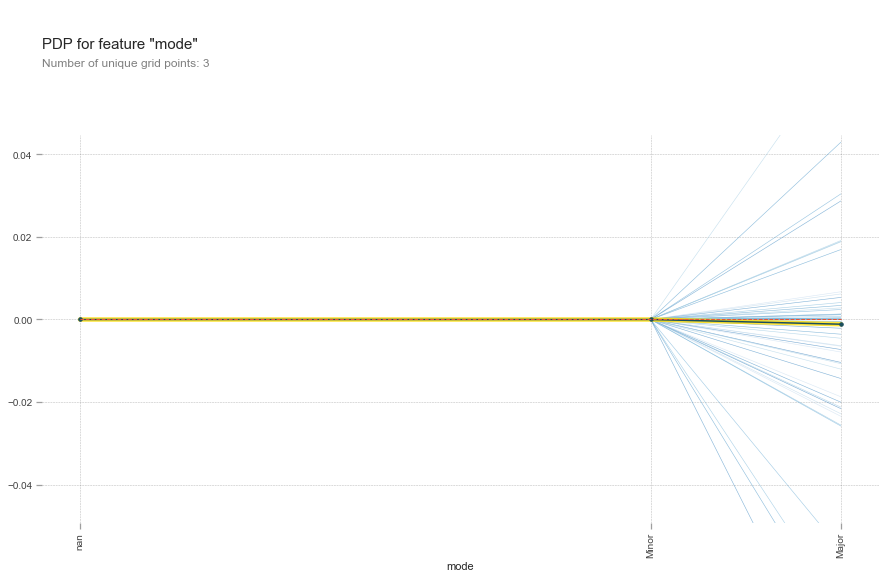 PDP for feature "mode"
Number of unique grid points: 3
0.04
0.02
0.00
−0.02
−0.04
nan
Minor
Major
mode